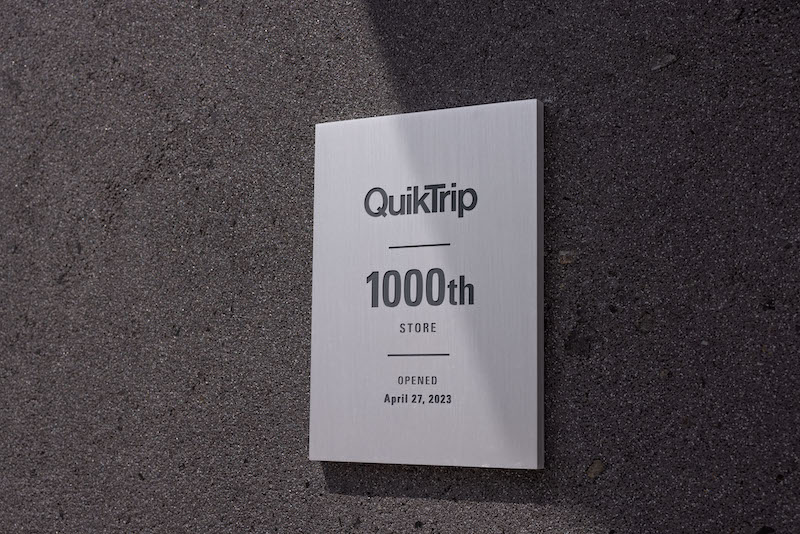 QuikTrip
1000th
STORE
OPENED
April 27, 2023